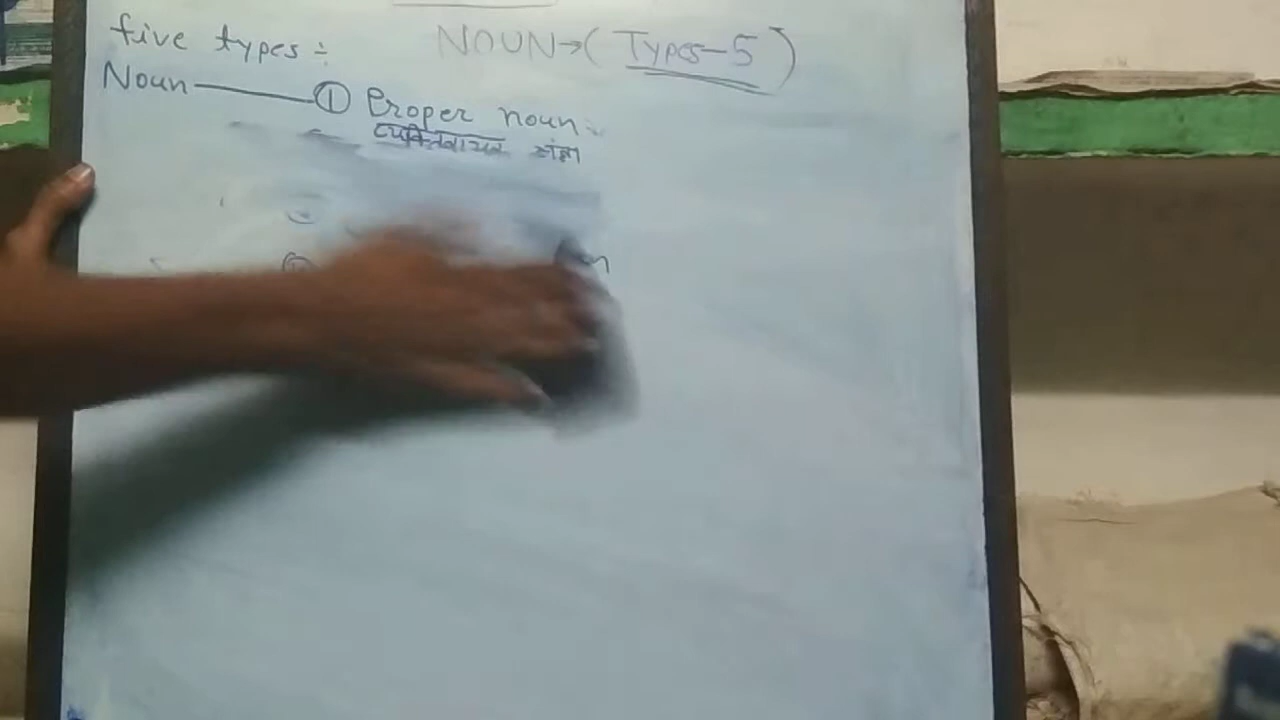 five types:
NOUN→(Types-5)
Noun — ① Proper noun:
व्यक्तिवाचक संज्ञा